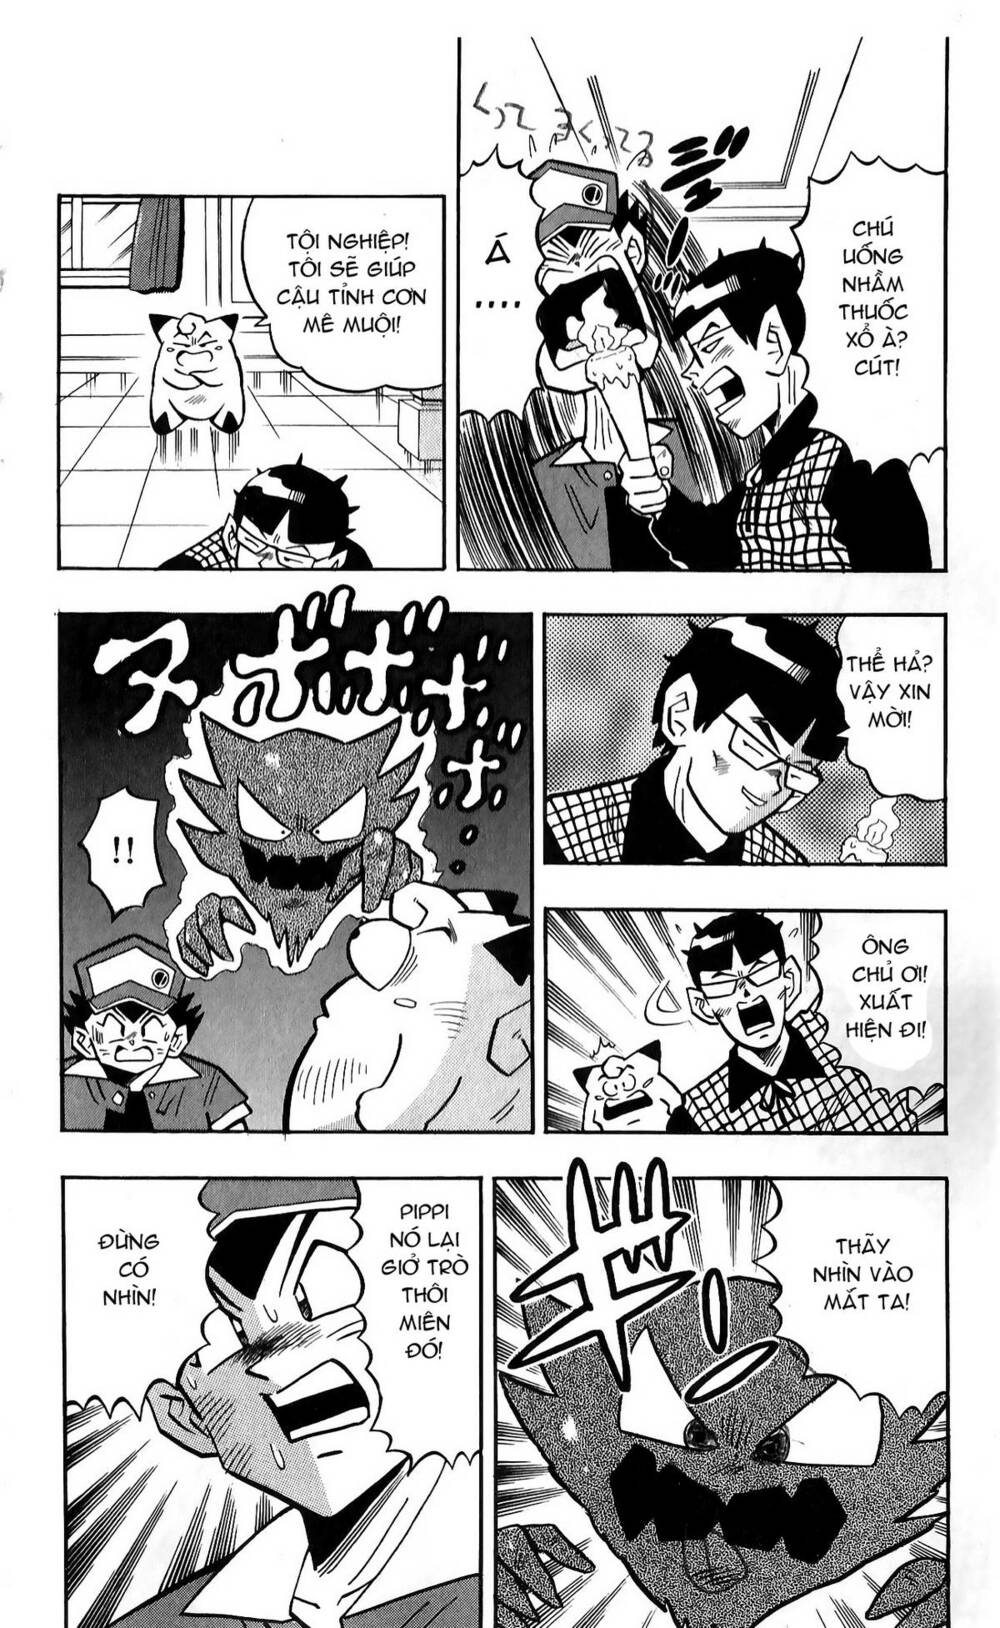 CHÚ
UỐNG
NHẦM
THUỐC
XỔ À?
CÚT!
Á
....
TỘI NGHIỆP!
TÔI SẼ GIÚP
CẬU TỈNH CƠN
MÊ MUỘI!
THỂ HẢ?
VẬY XIN
MỜI!
ÔNG
CHỦ ƠI!
XUẤT
HIỆN ĐI!
!!
THÃY
NHÌN VÀO
MẮT TA!
PIPPI
NÓ LẠI
GIỞ TRÒ
THÔI
MIÊN
ĐÓ!
ĐỪNG
CÓ
NHÌN!